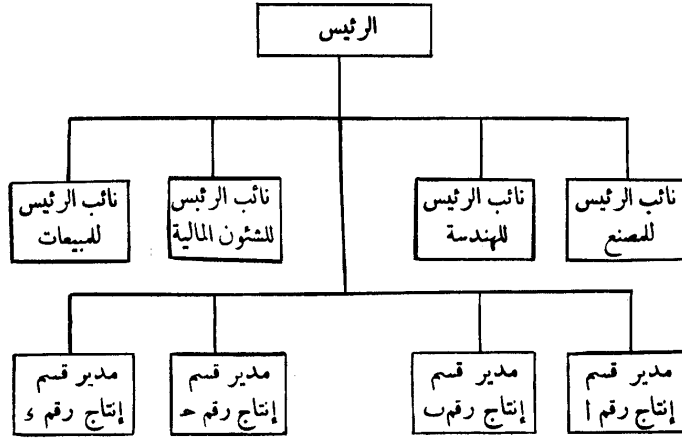 الرئيس
نائب الرئيس
للمصنع
نائب الرئيس
للهندسة
نائب الرئيس
للشئون المالية
نائب الرئيس
للمبيعات
مدير قسم
إنتاج رقم ا
مدير قسم
إنتاج رقم ب
مدير قسم
إنتاج رقم ح
مدير قسم
إنتاج رقم د